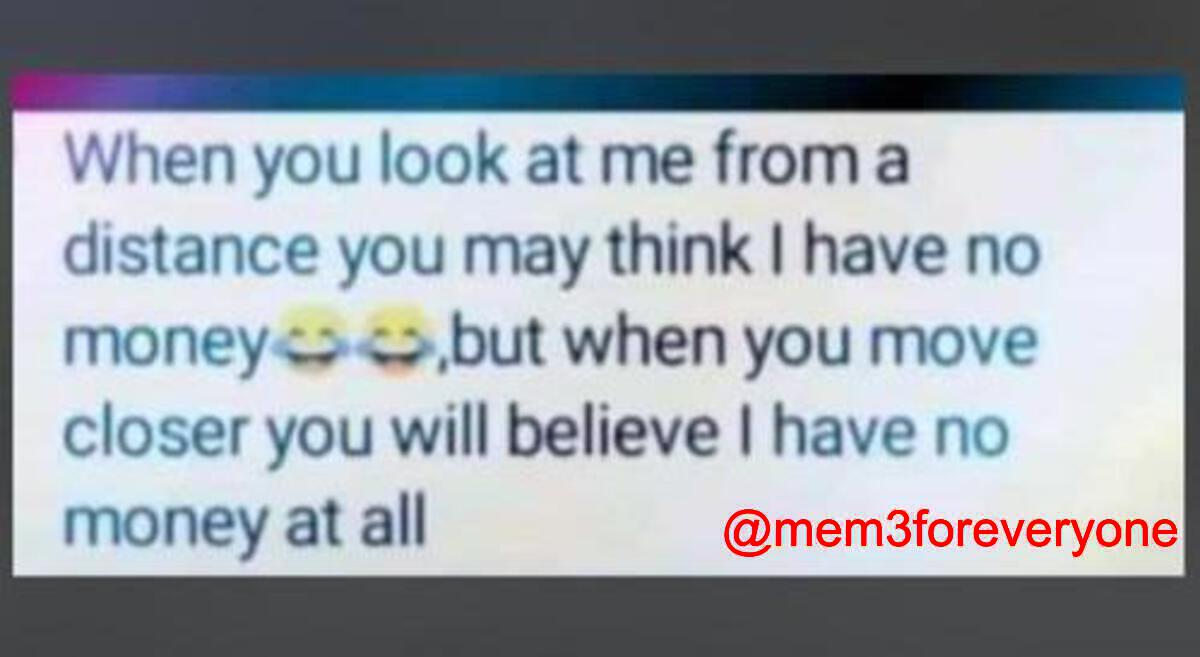 When you look at me from a
distance you may think I have no
money😂😂,but when you move
closer you will believe I have no
money at all
@mem3foreveryone